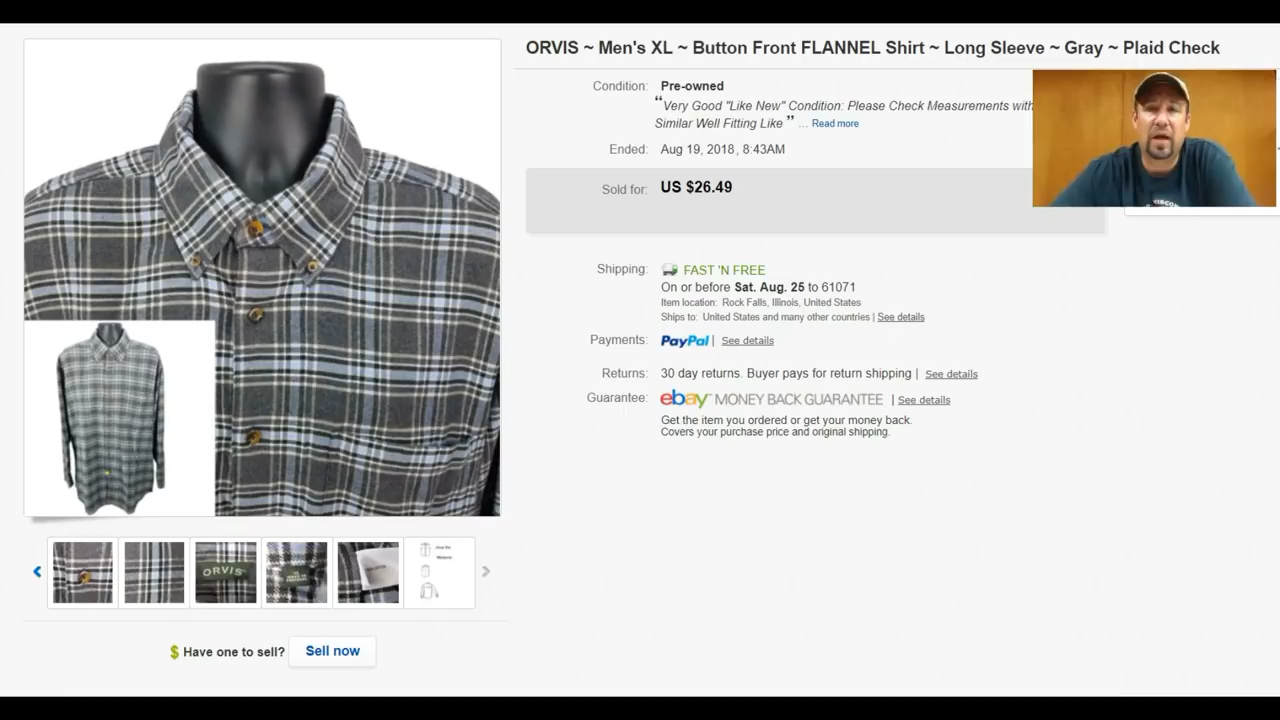 ORVIS ~ Men's XL ~ Button Front FLANNEL Shirt ~ Long Sleeve ~ Gray ~ Plaid Check
Condition: Pre-owned
“Very Good "Like New" Condition: Please Check Measurements with
Similar Well Fitting Like ” ... Read more
Ended: Aug 19, 2018 , 8:43AM
Sold for: US $26.49
Shipping: FAST 'N FREE
On or before Sat. Aug. 25 to 61071
Item location: Rock Falls, Illinois, United States
Ships to: United States and many other countries | See details
Payments: PayPal | See details
Returns: 30 day returns. Buyer pays for return shipping | See details
Guarantee: ebay MONEY BACK GUARANTEE | See details
Get the item you ordered or get your money back.
Covers your purchase price and original shipping.
ORVIS
$ Have one to sell? Sell now